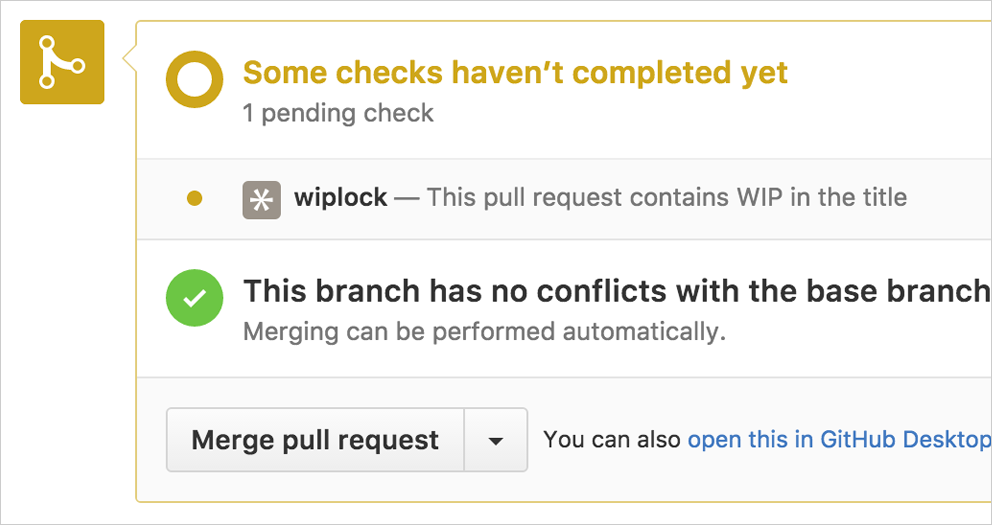 Some checks haven’t completed yet
1 pending check
wiplock — This pull request contains WIP in the title
This branch has no conflicts with the base branch
Merging can be performed automatically.
Merge pull request You can also open this in GitHub Desktop